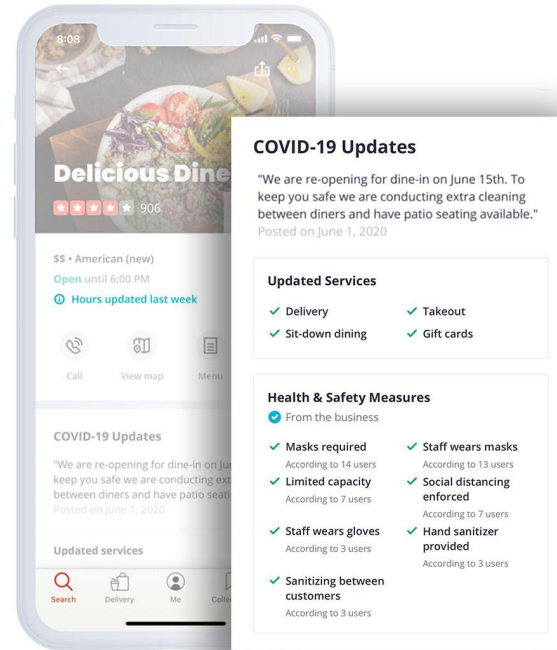 8:08
Delicious Dine
906
$$ • American (new)
Open until 6:00 PM
Hours updated last week
Call
View map
Menu
COVID-19 Updates
"We are re-opening for dine-in on Ju
keep you safe we are conducting ext
between diners and have patio seati
Posted on June 1, 2020
Updated services
Search
Delivery
Me
Colle
COVID-19 Updates
"We are re-opening for dine-in on June 15th. To
keep you safe we are conducting extra cleaning
between diners and have patio seating available."
Posted on June 1, 2020
Updated Services
Delivery
Takeout
Sit-down dining
Gift cards
Health & Safety Measures
From the business
Masks required
According to 14 users
Staff wears masks
According to 13 users
Limited capacity
According to 7 users
Social distancing
enforced
According to 7 users
Staff wears gloves
According to 3 users
Hand sanitizer
provided
According to 3 users
Sanitizing between
customers
According to 3 users